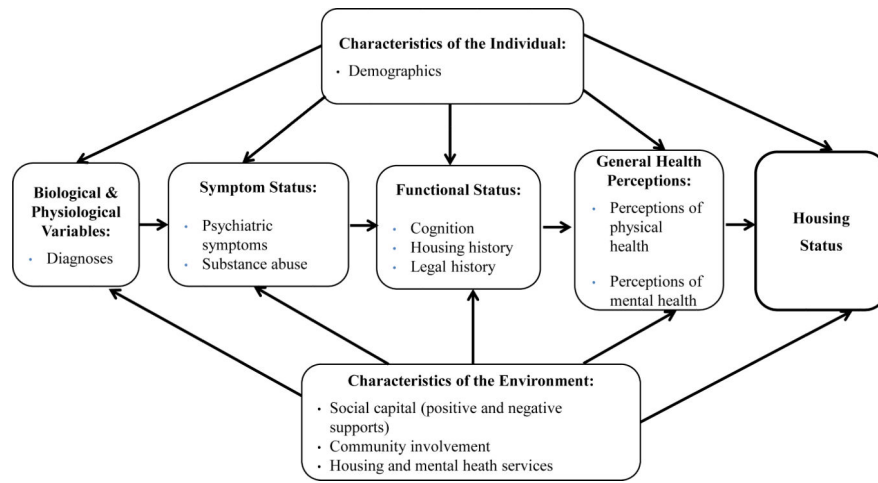 Characteristics of the Individual:
• Demographics
Biological &
Physiological
Variables:
• Diagnoses
Symptom Status:
• Psychiatric
symptoms
• Substance abuse
Functional Status:
• Cognition
• Housing history
• Legal history
General Health
Perceptions:
• Perceptions of
physical
health
• Perceptions of
mental health
Housing
Status
Characteristics of the Environment:
• Social capital (positive and negative
supports)
• Community involvement
• Housing and mental heath services